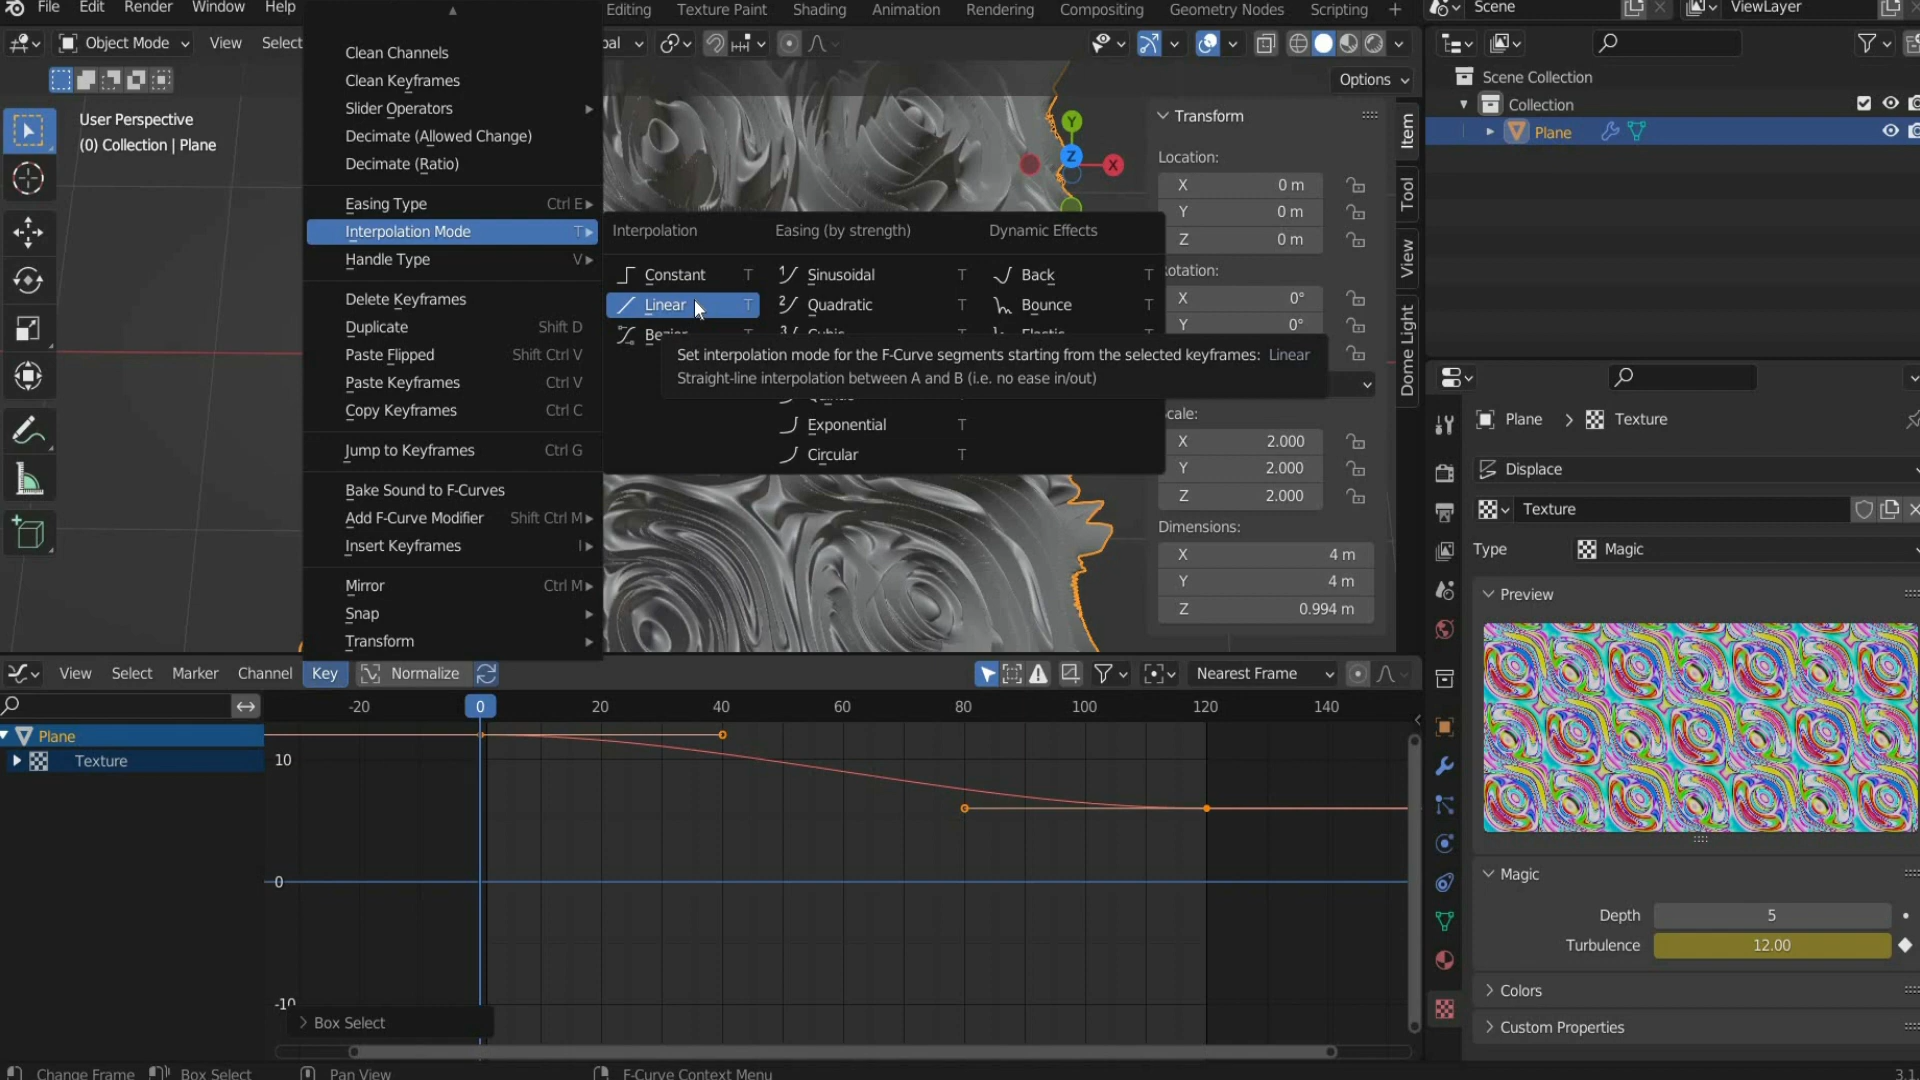 File Edit Render Window Help
Editing Texture Paint Shading Animation Rendering Compositing Geometry Nodes Scripting +
Scene
ViewLayer
Object Mode
View
Select
Options
User Perspective
(0) Collection | Plane
Clean Channels
Clean Keyframes
Slider Operators
Decimate (Allowed Change)
Decimate (Ratio)
Easing Type Ctrl E
Interpolation Mode T
Handle Type V
Delete Keyframes
Duplicate Shift D
Paste Flipped Shift Ctrl V
Paste Keyframes Ctrl V
Copy Keyframes Ctrl C
Jump to Keyframes Ctrl G
Bake Sound to F-Curves
Add F-Curve Modifier Shift Ctrl M
Insert Keyframes I
Mirror Ctrl M
Snap
Transform
Interpolation Easing (by strength) Dynamic Effects
Constant T Sinusoidal T Back T
Linear T Quadratic T Bounce T
Exponential T
Circular T
Set interpolation mode for the F-Curve segments starting from the selected keyframes: Linear
Straight-line interpolation between A and B (i.e. no ease in/out)
Y
Z
X
Transform
Location:
X 0 m
Y 0 m
Z 0 m
X 0°
Y 0°
X 2.000
Y 2.000
Z 2.000
Dimensions:
X 4 m
Y 4 m
Z 0.994 m
Item
Tool
View
Dome Light
Scene Collection
Collection
Plane
Plane > Texture
Displace
Texture
Type Magic
Preview
Magic
Depth 5
Turbulence 12.00
Colors
Custom Properties
View Select Marker Channel Key Normalize
Nearest Frame
-20 0 20 40 60 80 100 120 140
Plane
Texture
10
0
-10
Box Select
Change Frame Box Select Pan View F-Curve Context Menu
3.1